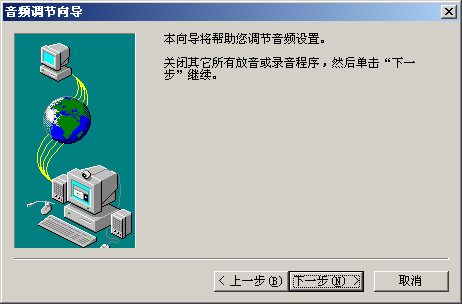 音频调节向导
本向导将帮助您调节音频设置。
关闭其它所有放音或录音程序，然后单击“下一
步”继续。
< 上一步(B)
下一步(N) >
取消